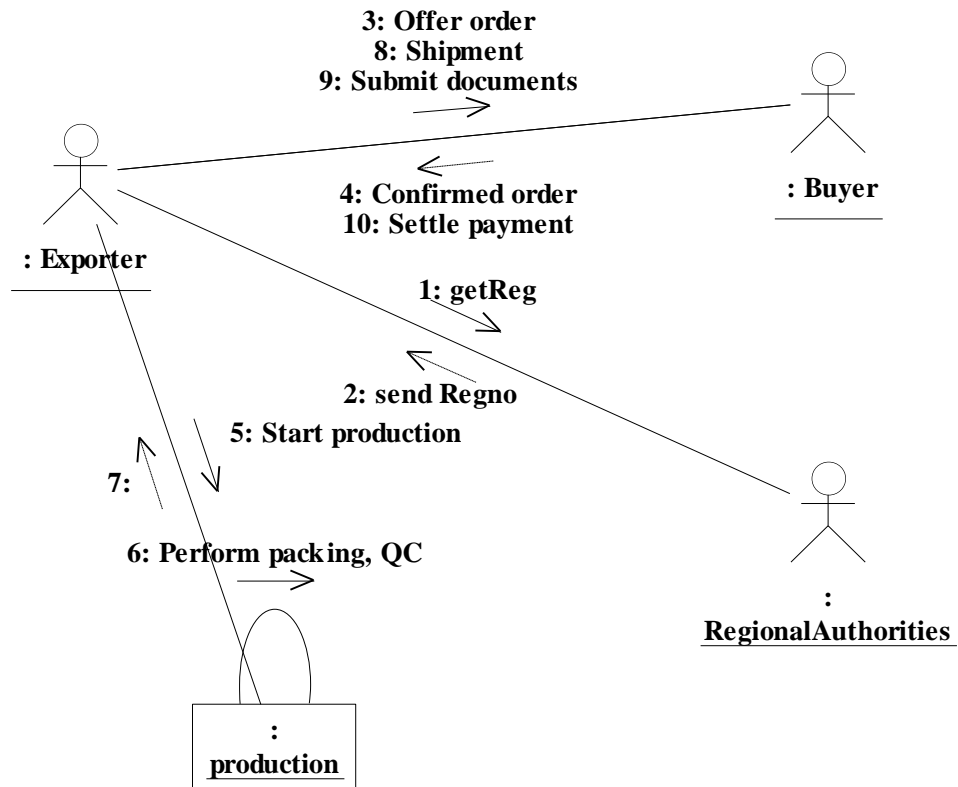 3: Offer order
8: Shipment
9: Submit documents
4: Confirmed order
10: Settle payment
: Buyer
: Exporter
1: getReg
2: send Regno
5: Start production
7:
6: Perform packing, QC
:
RegionalAuthorities
:
production